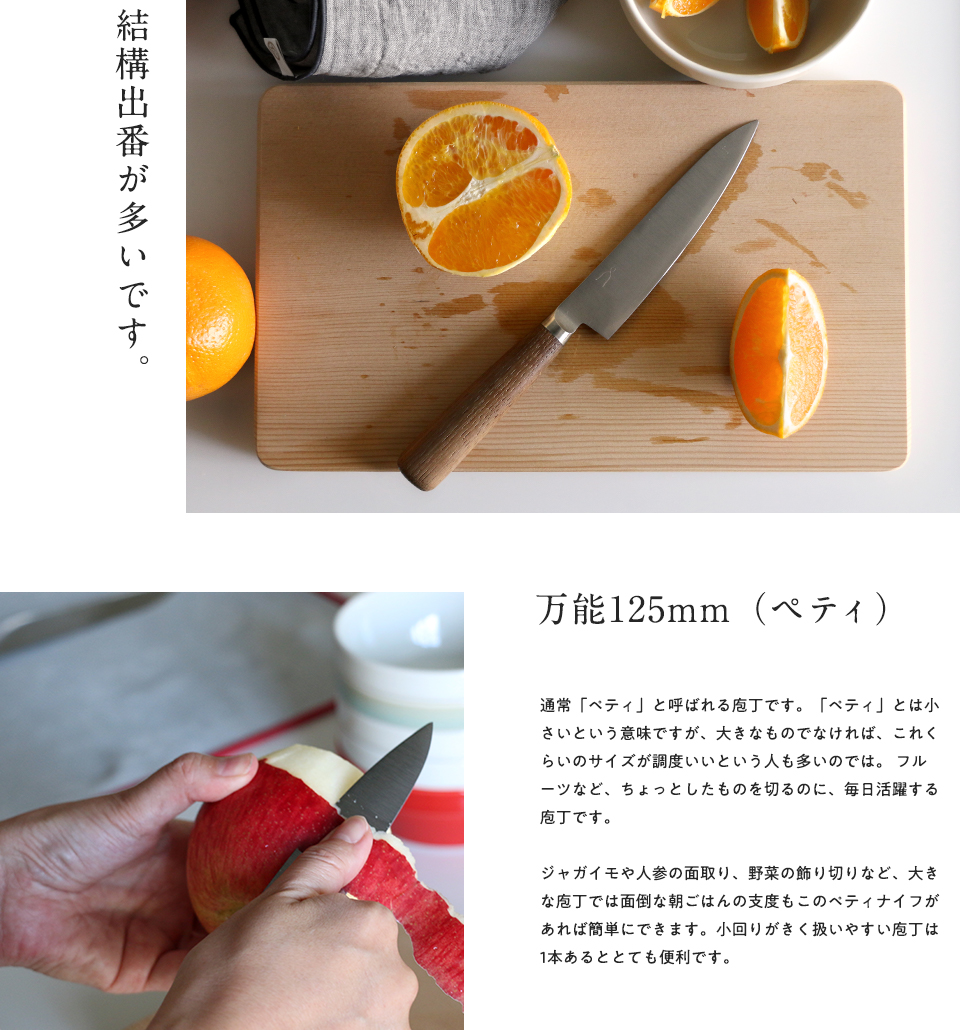 結構出番が多いです。
万能125mm（ペティ）
通常「ペティ」と呼ばれる庖丁です。「ペティ」とは小
さいという意味ですが、大きなものでなければ、これく
らいのサイズが調度いいという人も多いのでは。 フル
ーツなど、ちょっとしたものを切るのに、毎日活躍する
庖丁です。
ジャガイモや人参の面取り、野菜の飾り切りなど、大き
な庖丁では面倒な朝ごはんの支度もこのペティナイフが
あれば簡単にできます。小回りがきく扱いやすい庖丁は
1本あるととても便利です。